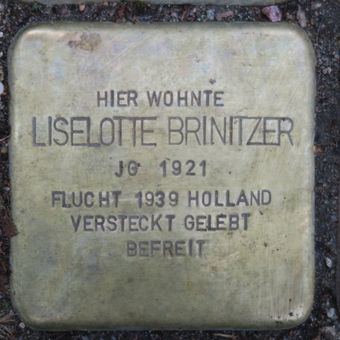 HIER WOHNTE
LISELOTTE BRINITZER
JG 1921
FLUCHT 1939 HOLLAND
VERSTECKT GELEBT
BEFREIT